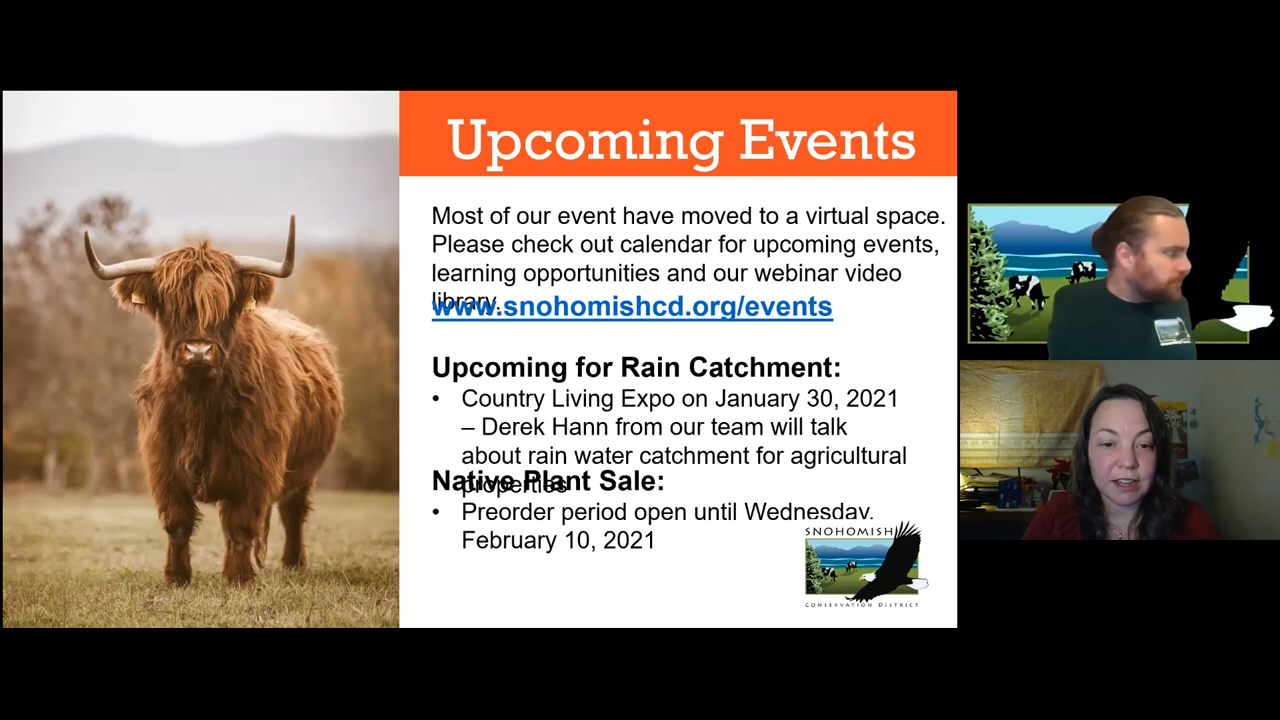 Upcoming Events
Most of our event have moved to a virtual space.
Please check out calendar for upcoming events,
learning opportunities and our webinar video
library.
www.snohomishcd.org/events
Upcoming for Rain Catchment:
• Country Living Expo on January 30, 2021
– Derek Hann from our team will talk
about rain water catchment for agricultural
properties
Native Plant Sale:
• Preorder period open until Wednesday,
February 10, 2021
SNOHOMISH
CONSERVATION DISTRICT